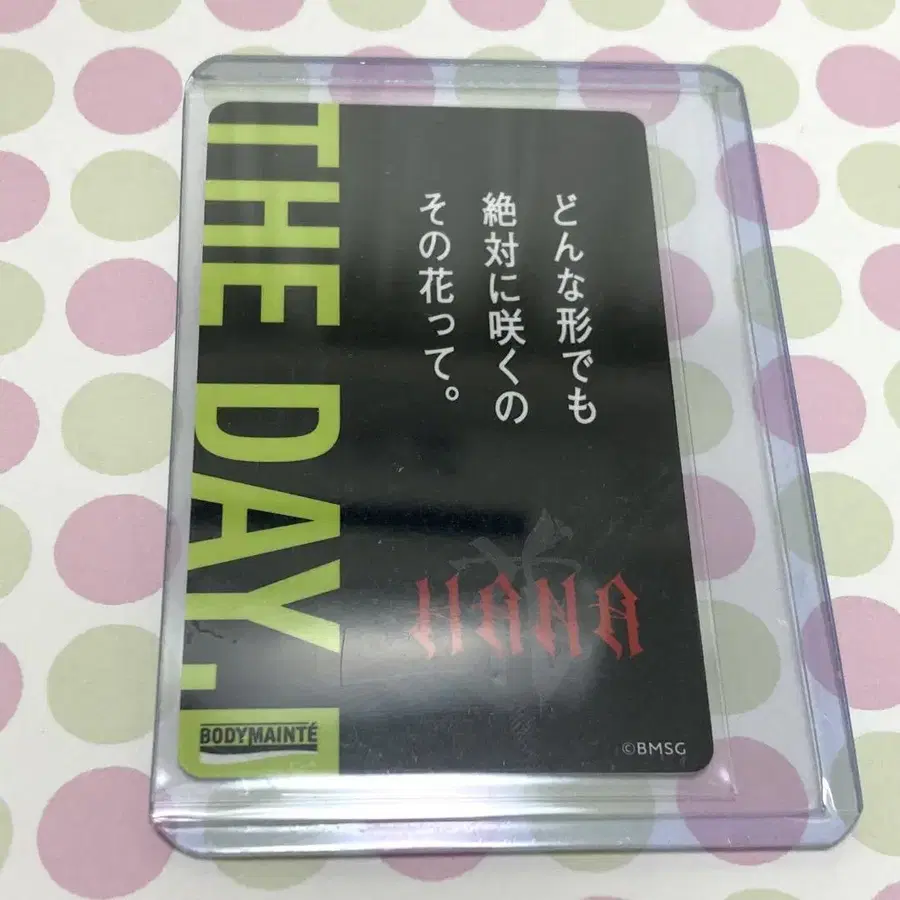 THE DAY.
どんな形でも
絶対に咲くの
その花って。
花
HANA
BODYMAINTÉ
©BMSG